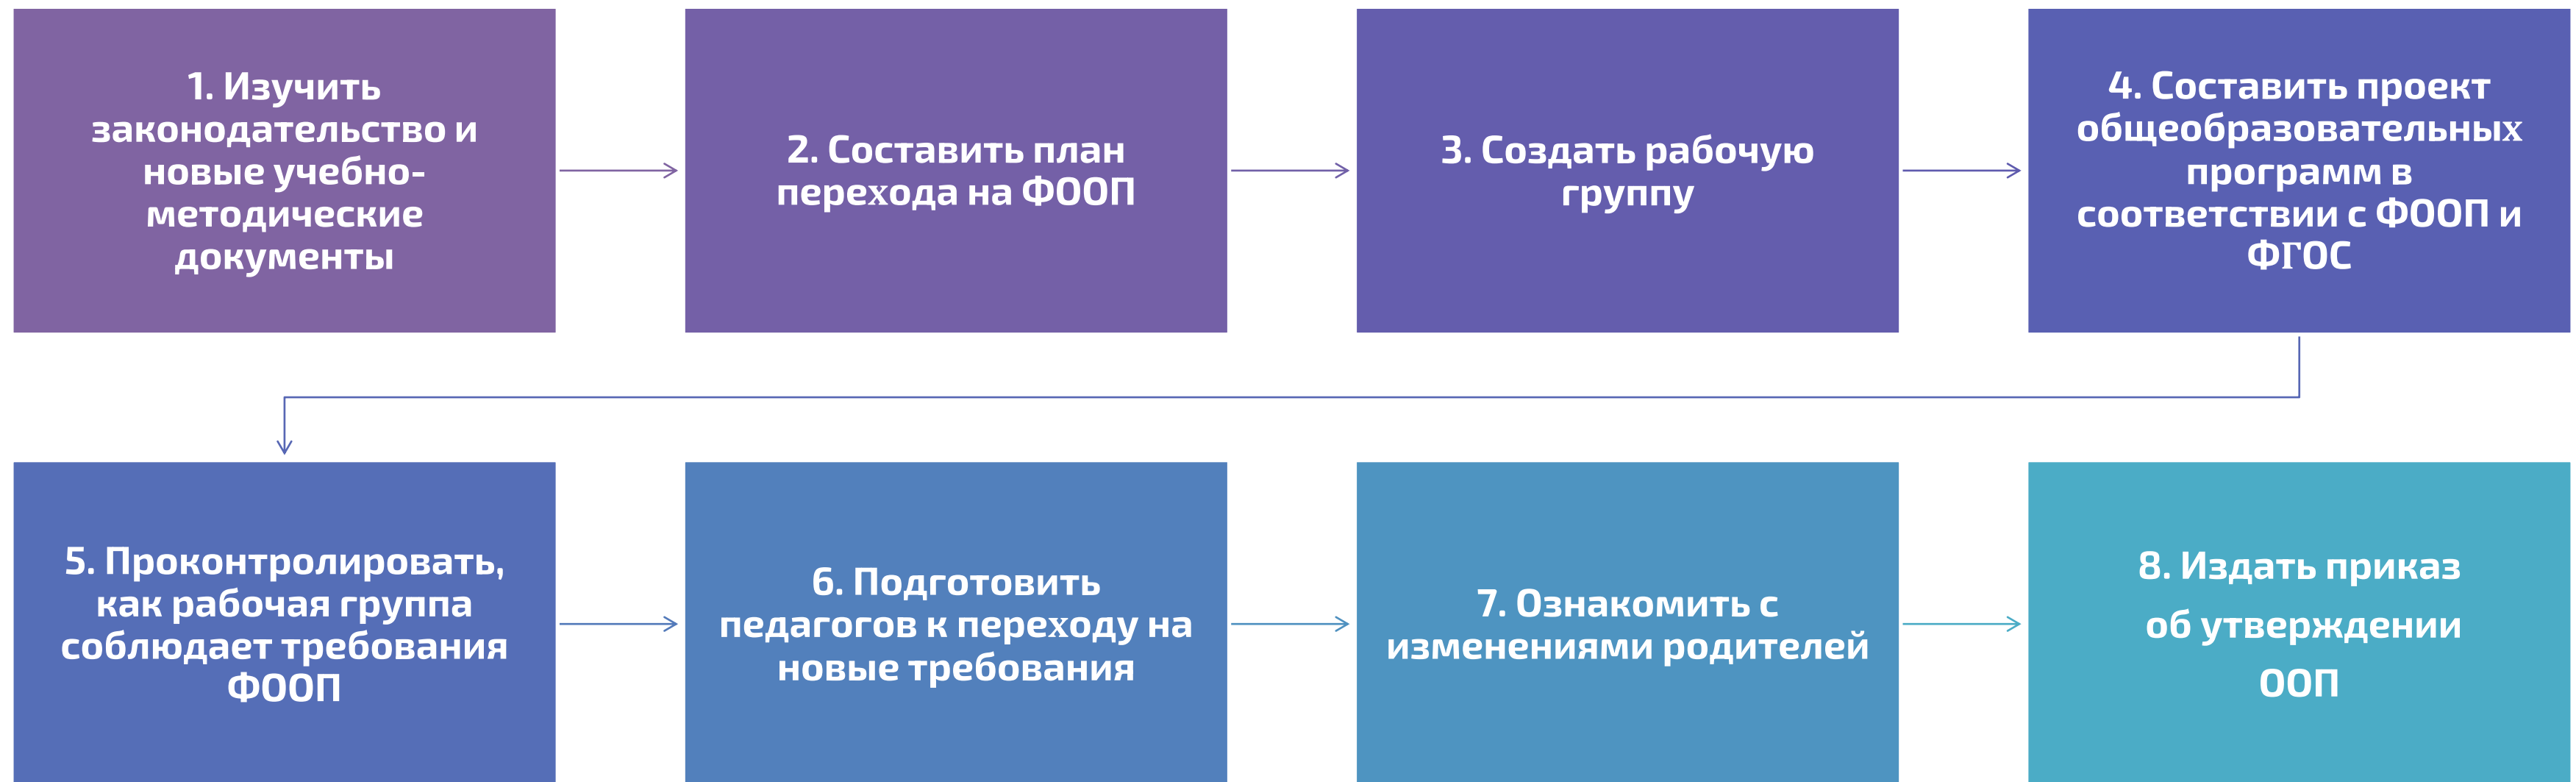 1. Изучить
законодательство и
новые учебно-
методические
документы
2. Составить план
перехода на ФООП
3. Создать рабочую
группу
4. Составить проект
общеобразовательных
программ в
соответствии с ФООП и
ФГОС
5. Проконтролировать,
как рабочая группа
соблюдает требования
ФООП
6. Подготовить
педагогов к переходу на
новые требования
7. Ознакомить с
изменениями родителей
8. Издать приказ
об утверждении
ООП